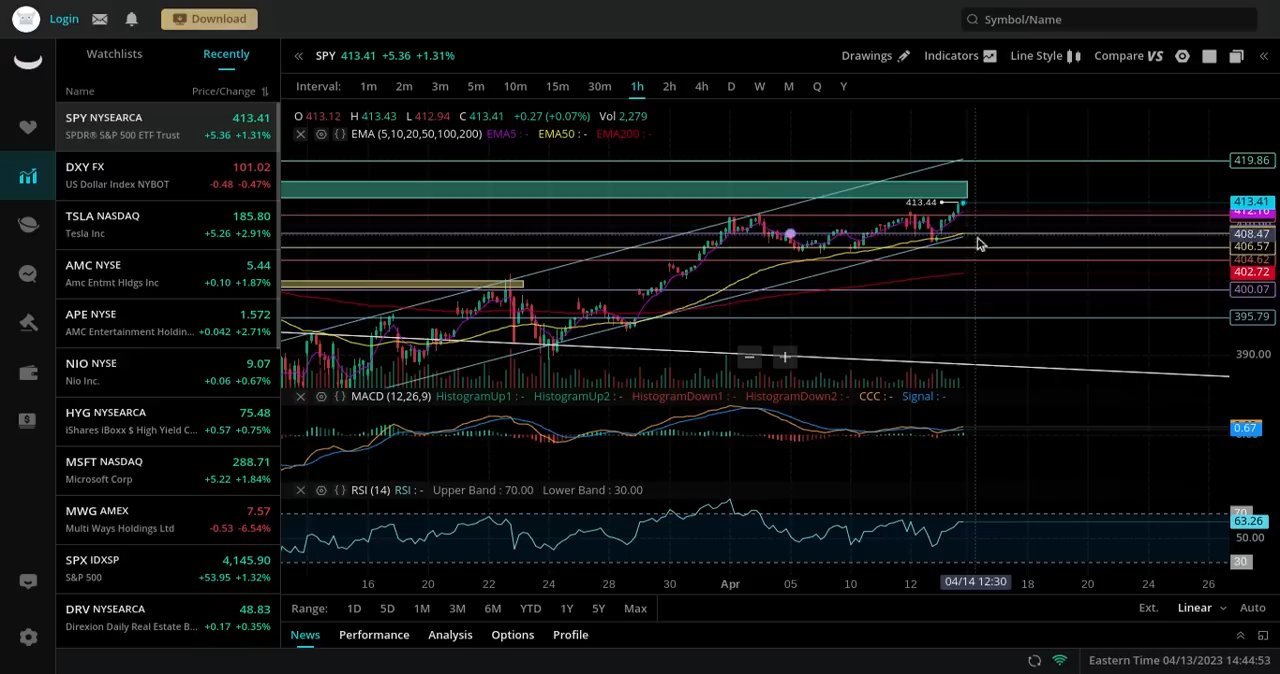 Login
Download
Symbol/Name
Watchlists
Recently
SPY 413.41 +5.36 +1.31%
Drawings
Indicators
Line Style
Compare VS
Name
Price/Change
Interval: 1m 2m 3m 5m 10m 15m 30m 1h 2h 4h D W M Q Y
SPY NYSEARCA 413.41
SPDR® S&P 500 ETF Trust +5.36 +1.31%
DXY FX 101.02
US Dollar Index NYBOT -0.48 -0.47%
TSLA NASDAQ 185.80
Tesla Inc +5.26 +2.91%
AMC NYSE 5.44
Amc Entmt Hldgs Inc +0.10 +1.87%
APE NYSE 1.572
AMC Entertainment Holdin... +0.042 +2.71%
NIO NYSE 9.07
Nio Inc. +0.06 +0.67%
HYG NYSEARCA 75.48
iShares iBoxx $ High Yield C... +0.57 +0.75%
MSFT NASDAQ 288.71
Microsoft Corp +5.22 +1.84%
MWG AMEX 7.57
Multi Ways Holdings Ltd -0.53 -6.54%
SPX IDXSP 4,145.90
S&P 500 +53.95 +1.32%
DRV NYSEARCA 48.83
Direxion Daily Real Estate B... +0.17 +0.35%
O 413.12 H 413.43 L 412.94 C 413.41 +0.27 (+0.07%) Vol 2,279
EMA (5,10,20,50,100,200) EMA5 : - EMA50 : - EMA200 : -
413.44
419.86
413.41
412.16
408.47
406.57
404.62
402.72
400.07
395.79
390.00
MACD (12,26,9) HistogramUp1 : - HistogramUp2 : - HistogramDown1 : - HistogramDown2 : - CCC : - Signal : -
0.67
RSI (14) RSI : - Upper Band : 70.00 Lower Band : 30.00
70
63.26
50.00
30
16 20 22 24 28 30 Apr 05 10 12 04/14 12:30 18 20 24 26
Range: 1D 5D 1M 3M 6M YTD 1Y 5Y Max
Ext. Linear Auto
News Performance Analysis Options Profile
Eastern Time 04/13/2023 14:44:53